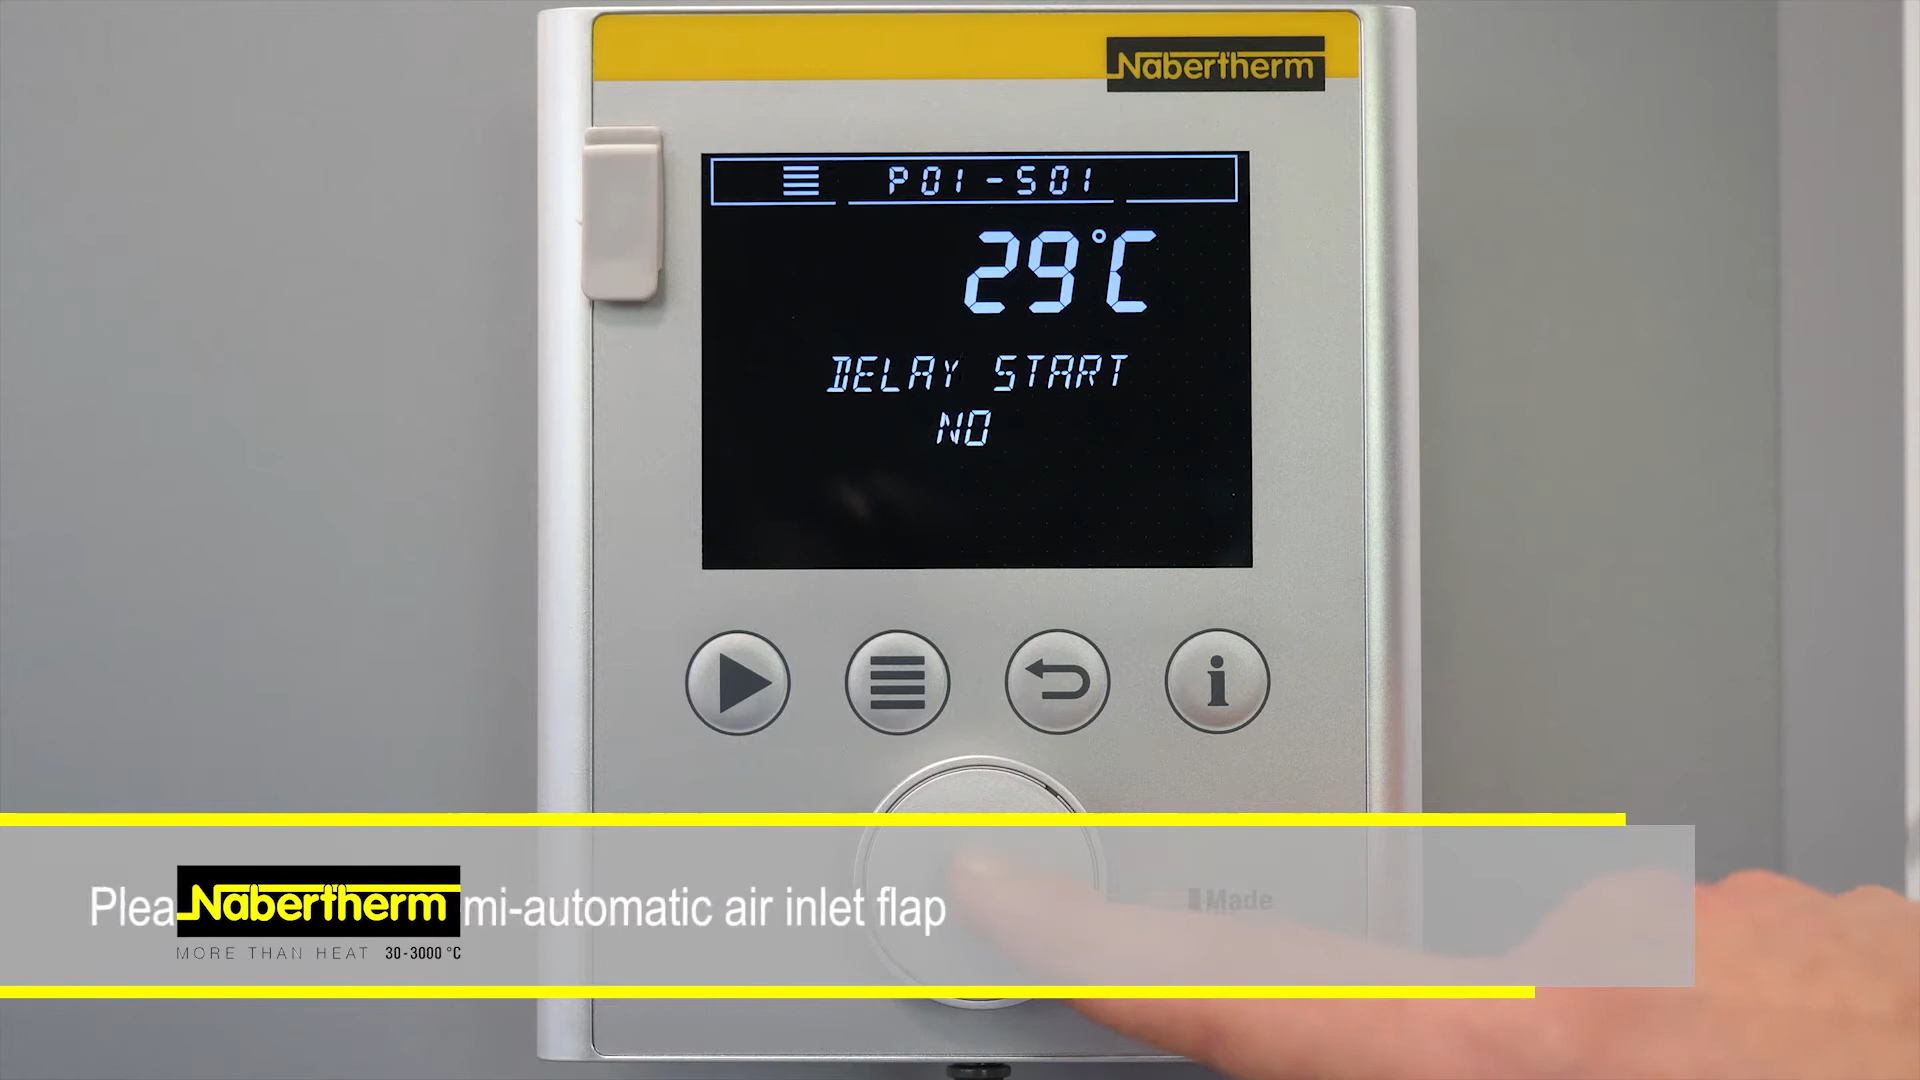 Nabertherm
P01-S01
29°C
DELAY START
NO
Made
Plea mi-automatic air inlet flap
Nabertherm
MORE THAN HEAT 30-3000 °C